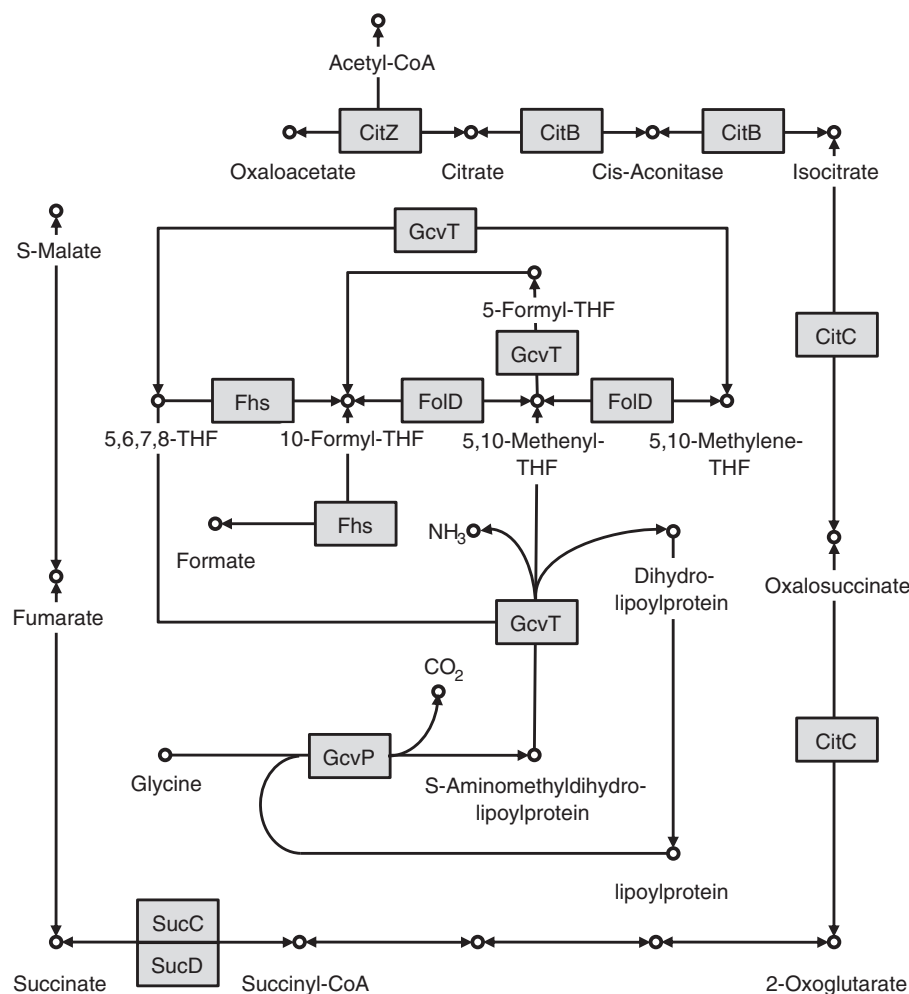 Acetyl-CoA
CitZ
CitB
CitB
Oxaloacetate
Citrate
Cis-Aconitase
Isocitrate
GcvT
S-Malate
5-Formyl-THF
CitC
GcvT
Fhs
FolD
FolD
5,6,7,8-THF
10-Formyl-THF
5,10-Methenyl-
THF
5,10-Methylene-
THF
Fhs
NH3
Formate
Dihydro-
lipoylprotein
Oxalosuccinate
Fumarate
GcvT
CO2
CitC
GcvP
Glycine
S-Aminomethyldihydro-
lipoylprotein
lipoylprotein
SucC
SucD
Succinate
Succinyl-CoA
2-Oxoglutarate